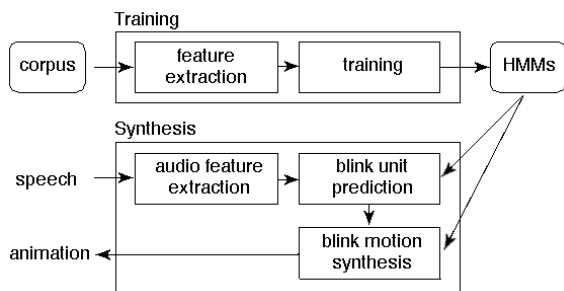 Training
corpus
feature
extraction
training
HMMs
Synthesis
speech
audio feature
extraction
blink unit
prediction
animation
blink motion
synthesis